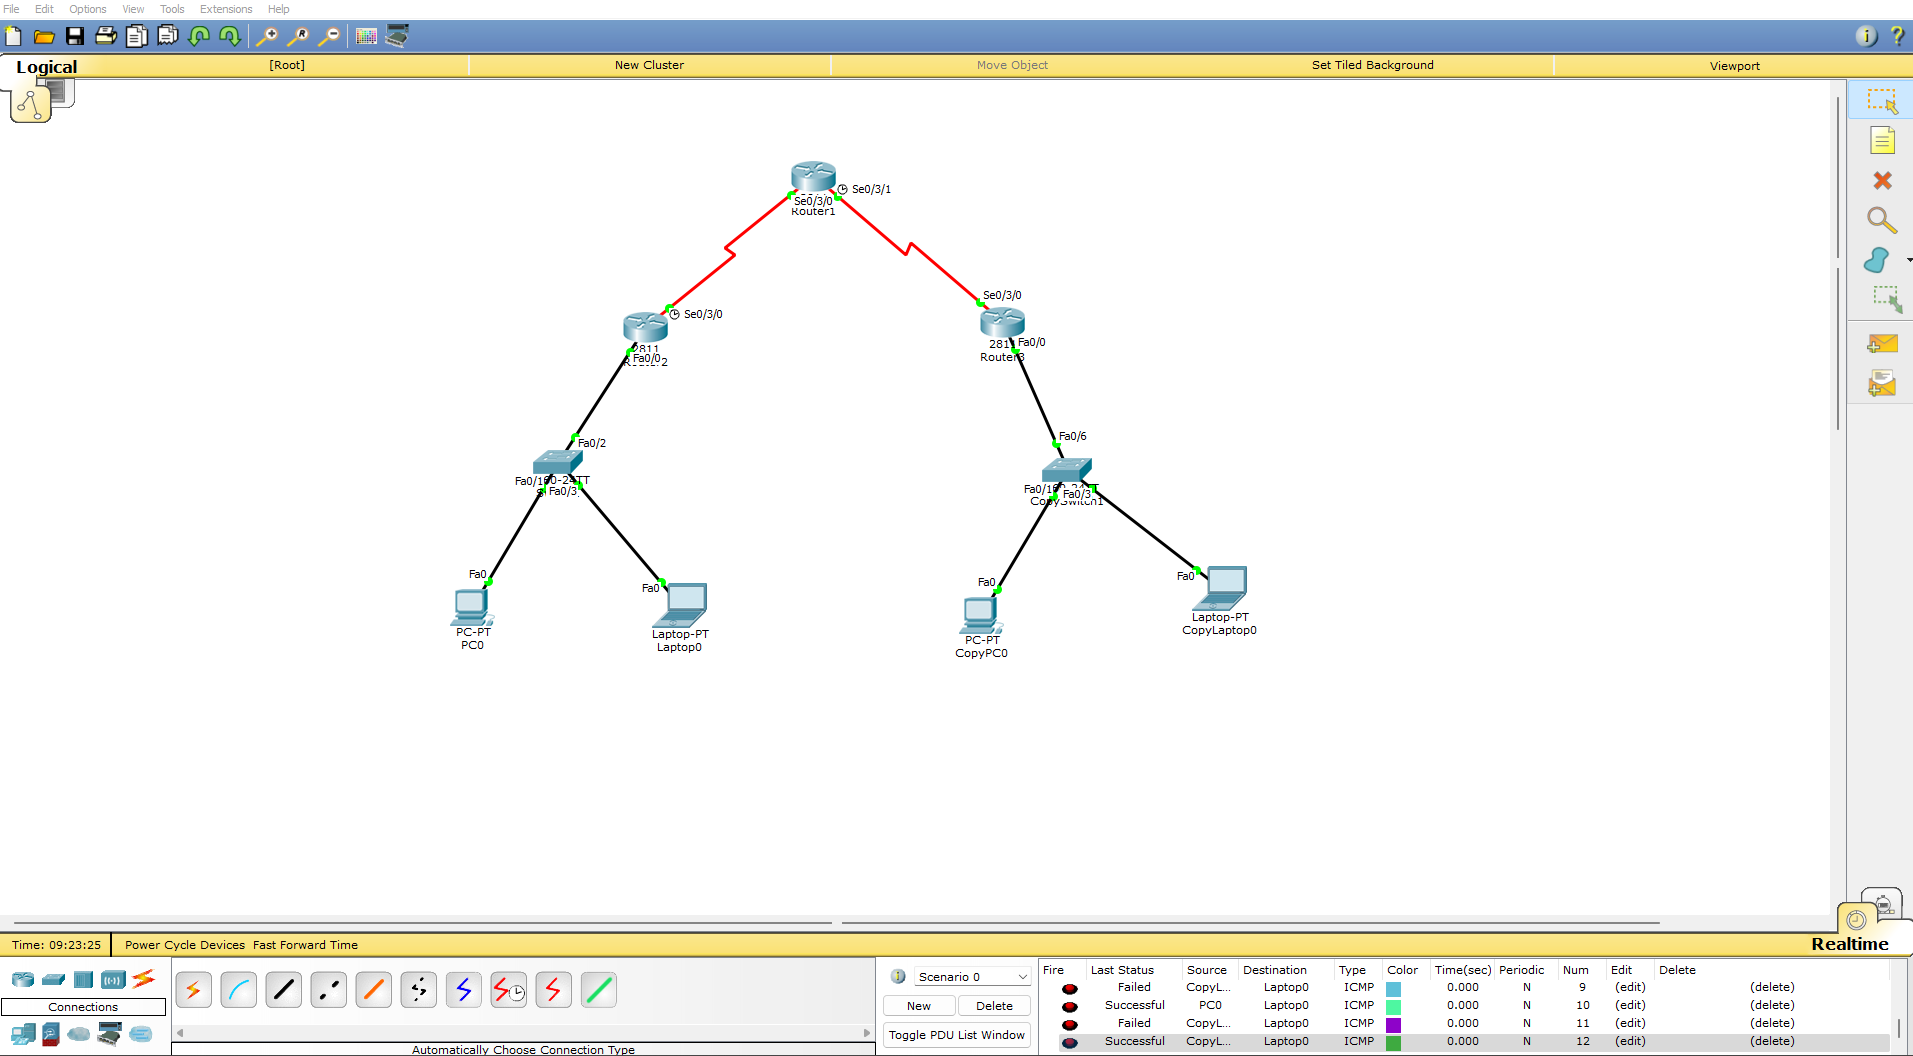 File Edit Options View Tools Extensions Help
Logical [Root] New Cluster Move Object Set Tiled Background Viewport
Se0/3/1
Se0/3/0
Router1
Se0/3/0
Se0/3/0
2811
Fa0/0
Fa0/0
Router3
Fa0/2
Fa0/6
Fa0/1
Fa0/3
Fa0/1
Fa0/3
CopySwitch1
Fa0
Fa0
Fa0
Fa0
PC-PT
PC0
Laptop-PT
Laptop0
PC-PT
CopyPC0
Laptop-PT
CopyLaptop0
Realtime
Time: 09:23:25 Power Cycle Devices Fast Forward Time
Connections
Automatically Choose Connection Type
Scenario 0
New Delete
Toggle PDU List Window
Fire Last Status Source Destination Type Color Time(sec) Periodic Num Edit Delete
Failed CopyL... Laptop0 ICMP 0.000 N 9 (edit) (delete)
Successful PC0 Laptop0 ICMP 0.000 N 10 (edit) (delete)
Failed CopyL... Laptop0 ICMP 0.000 N 11 (edit) (delete)
Successful CopyL... Laptop0 ICMP 0.000 N 12 (edit) (delete)